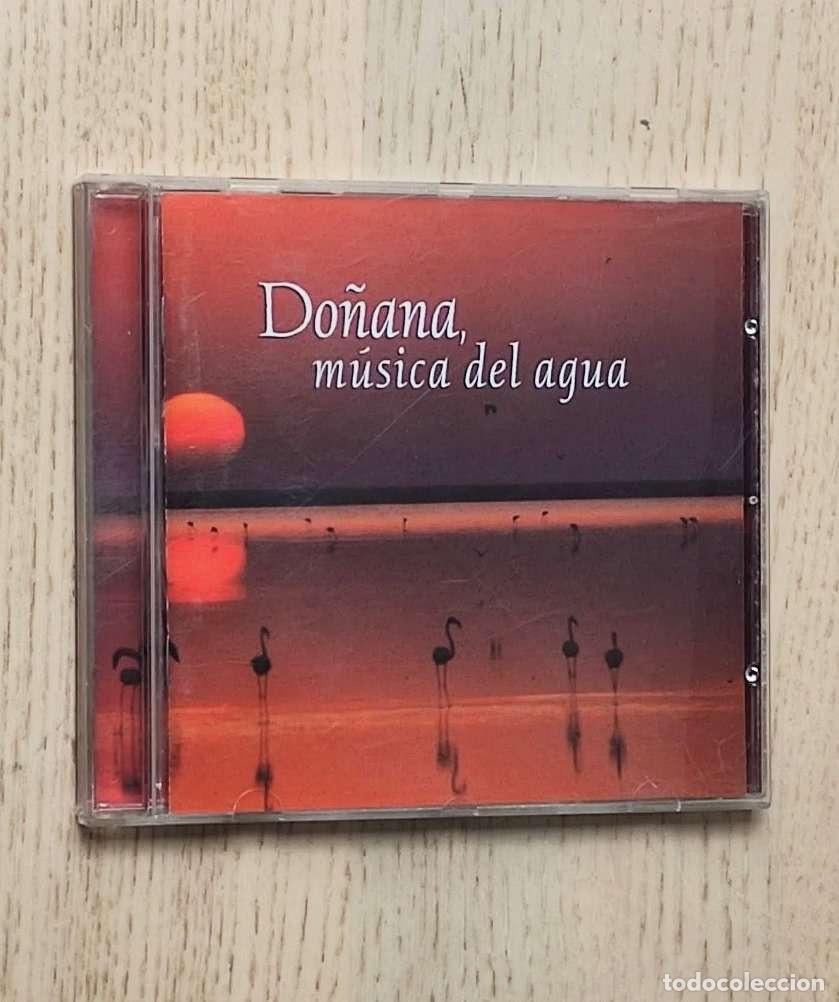 Doñana,
música del agua
todocoleccion